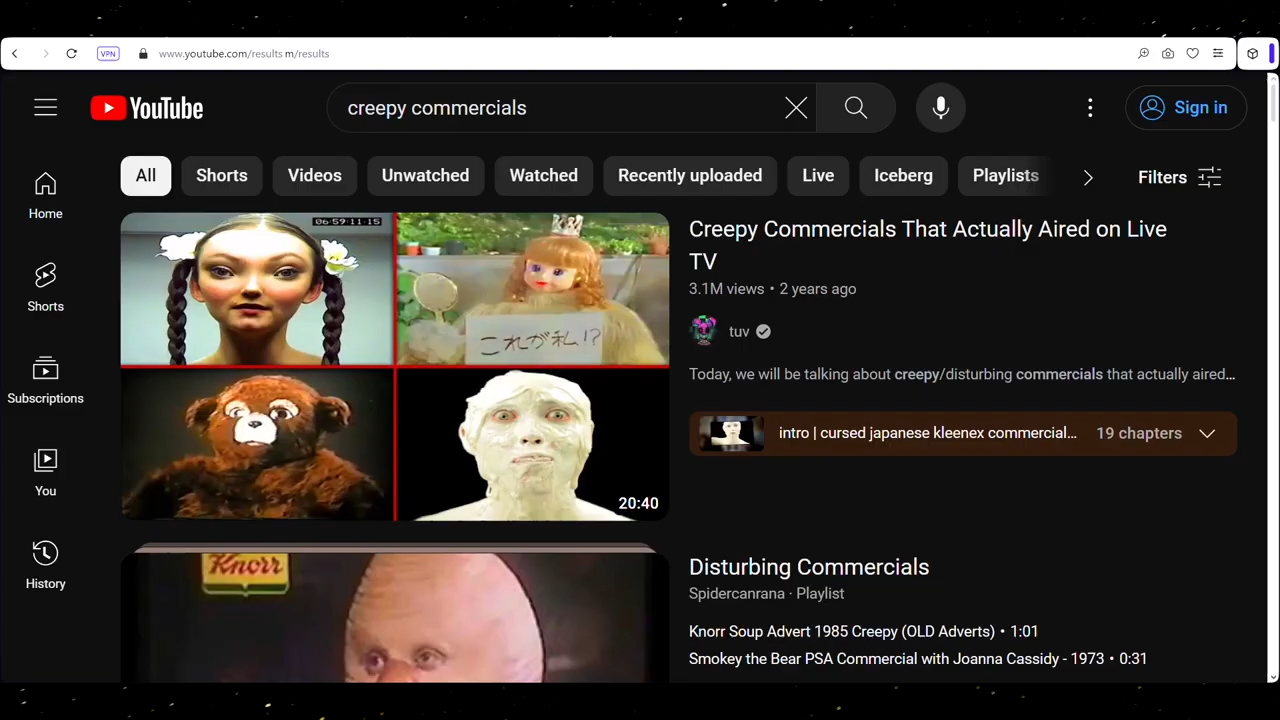 VPN
www.youtube.com/results m/results
YouTube
creepy commercials
Sign in
All
Shorts
Videos
Unwatched
Watched
Recently uploaded
Live
Iceberg
Playlists
Filters
Home
Shorts
Subscriptions
You
History
06:59:11:15
これが私!?
20:40
Creepy Commercials That Actually Aired on Live
TV
3.1M views • 2 years ago
tuv
Today, we will be talking about creepy/disturbing commercials that actually aired...
intro | cursed japanese kleenex commercial...
19 chapters
Knorr
Disturbing Commercials
Spidercanrana · Playlist
Knorr Soup Advert 1985 Creepy (OLD Adverts) • 1:01
Smokey the Bear PSA Commercial with Joanna Cassidy - 1973 • 0:31